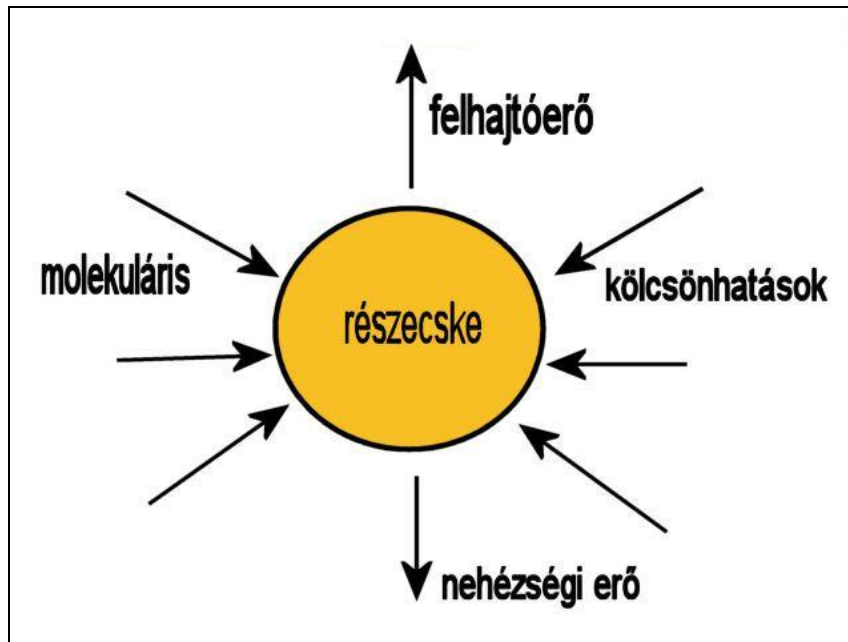 felhajtóerő
molekuláris
kölcsönhatások
részecske
nehézségi erő